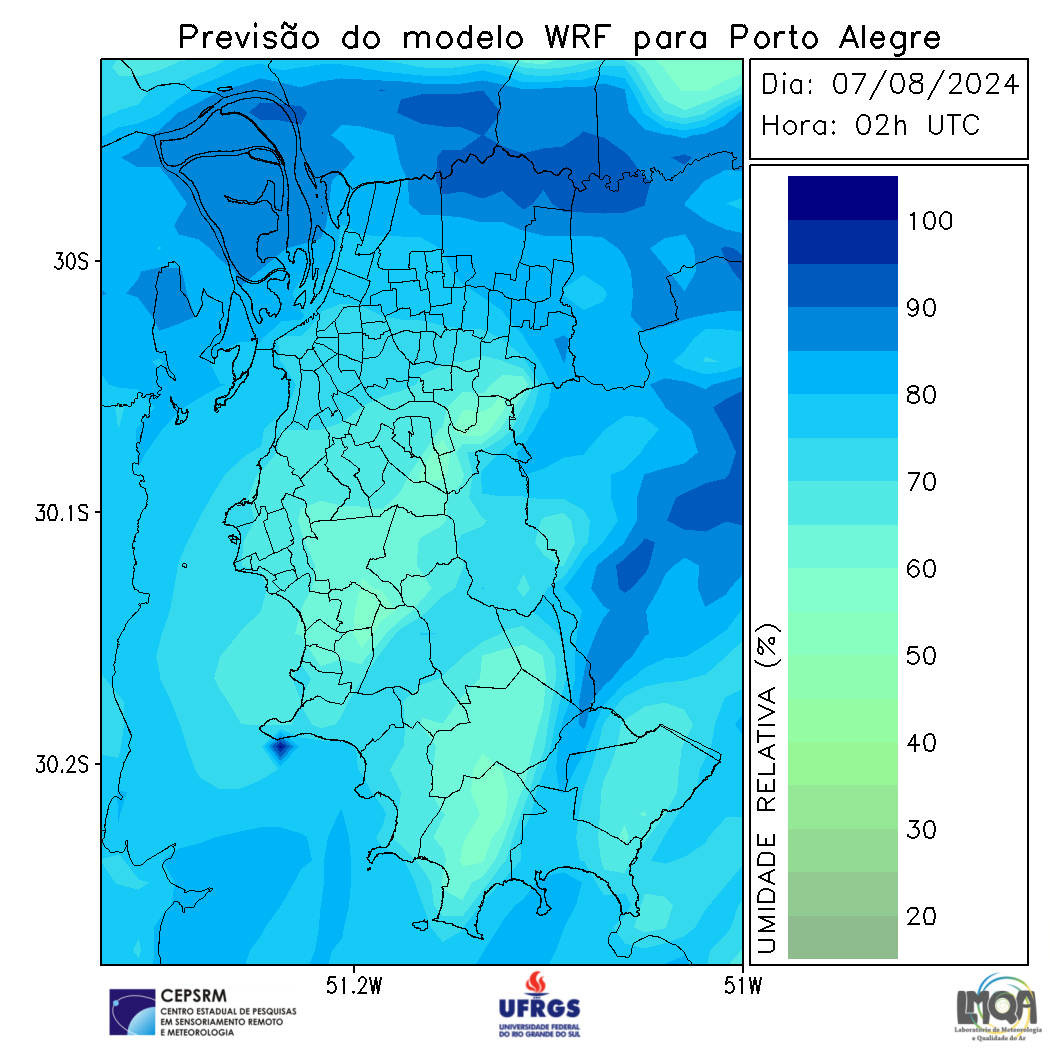 Previsão do modelo WRF para Porto Alegre
Dia: 07/08/2024
Hora: 02h UTC
30S
30.1S
30.2S
51.2W
51W
UMIDADE RELATIVA (%)
100
90
80
70
60
50
40
30
20
CEPSRM
CENTRO ESTADUAL DE PESQUISAS
EM SENSORIAMENTO REMOTO
E METEOROLOGIA
UFRGS
UNIVERSIDADE FEDERAL
DO RIO GRANDE DO SUL
LMQA
Laboratório de Meteorologia
e Qualidade do Ar